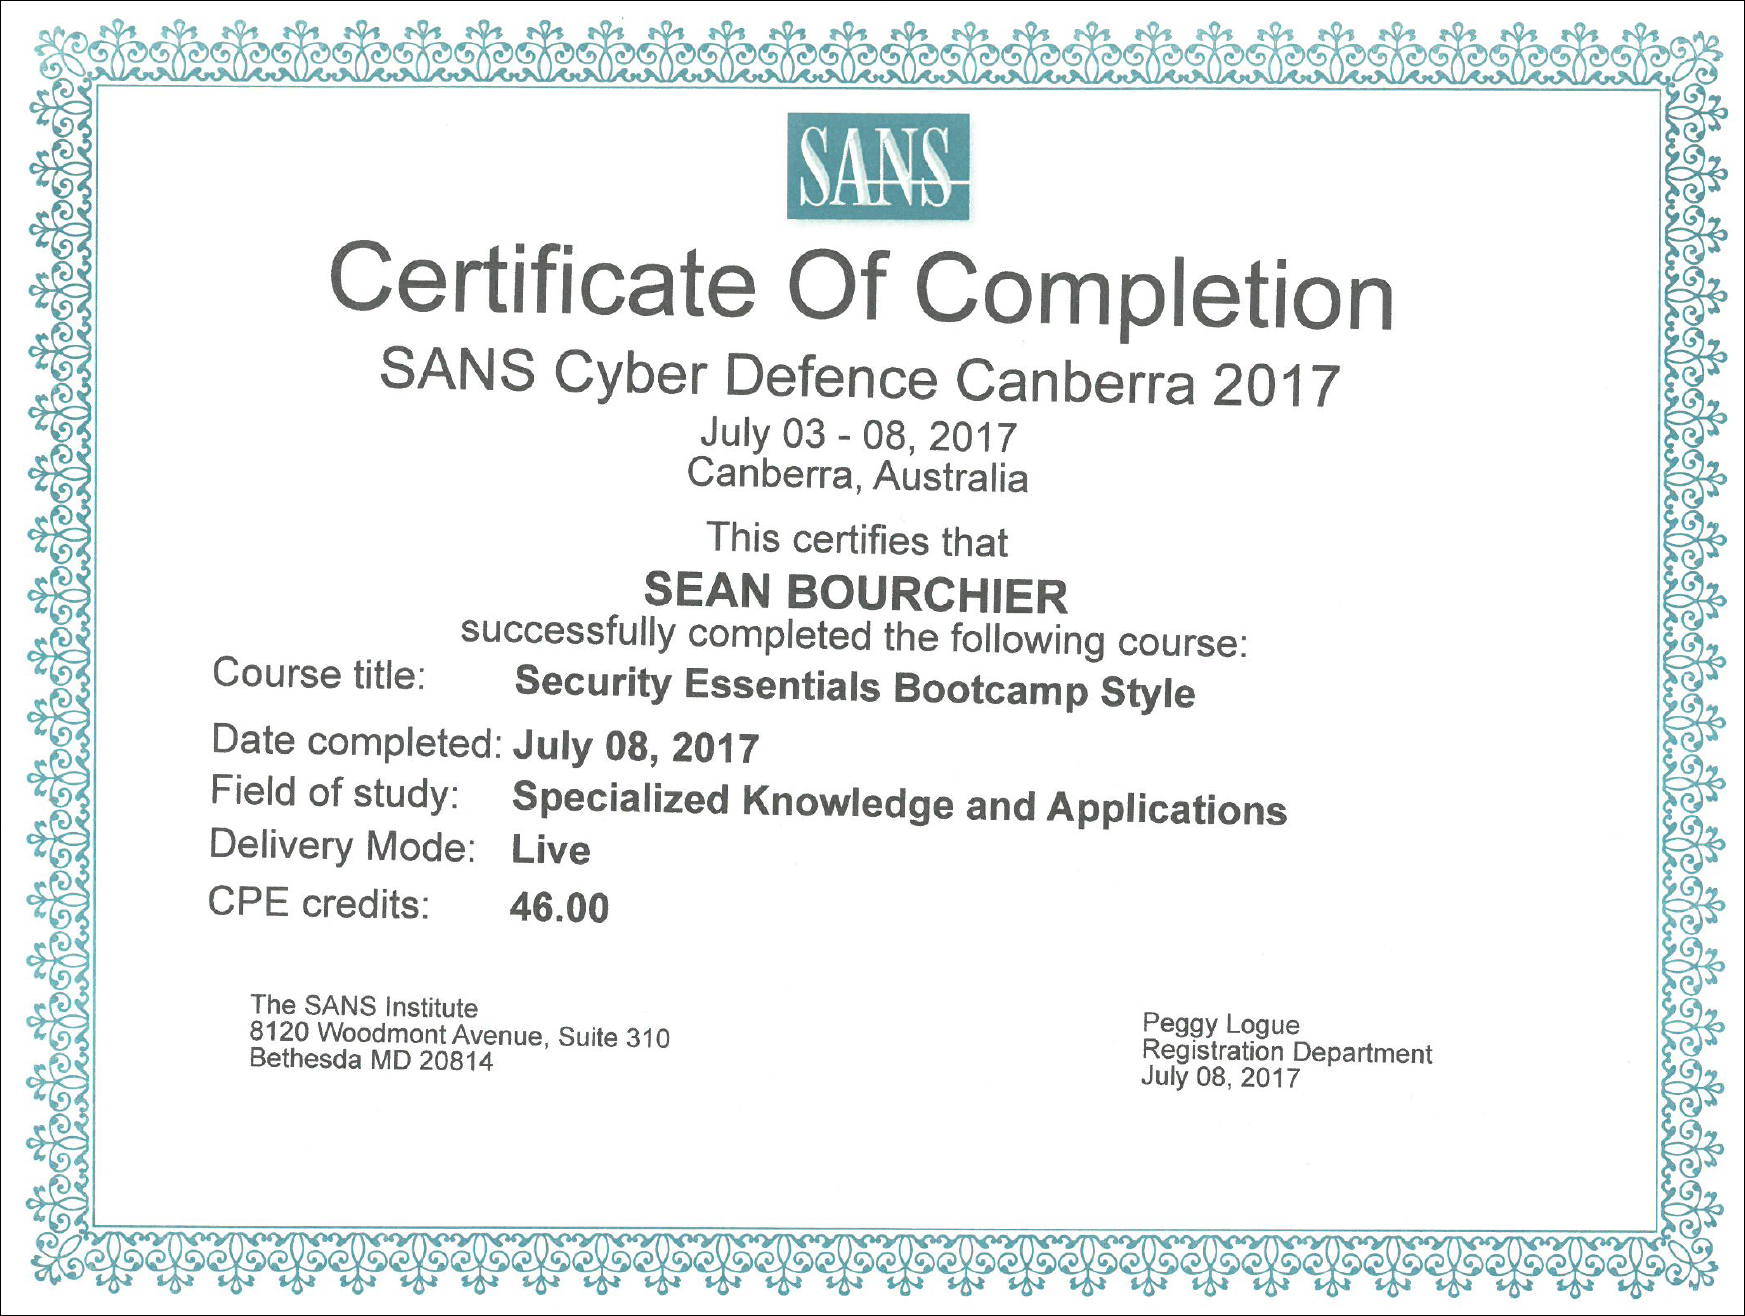 SANS
Certificate Of Completion
SANS Cyber Defence Canberra 2017
July 03 - 08, 2017
Canberra, Australia
This certifies that
SEAN BOURCHIER
successfully completed the following course:
Course title: Security Essentials Bootcamp Style
Date completed: July 08, 2017
Field of study: Specialized Knowledge and Applications
Delivery Mode: Live
CPE credits: 46.00
The SANS Institute
8120 Woodmont Avenue, Suite 310
Bethesda MD 20814
Peggy Logue
Registration Department
July 08, 2017